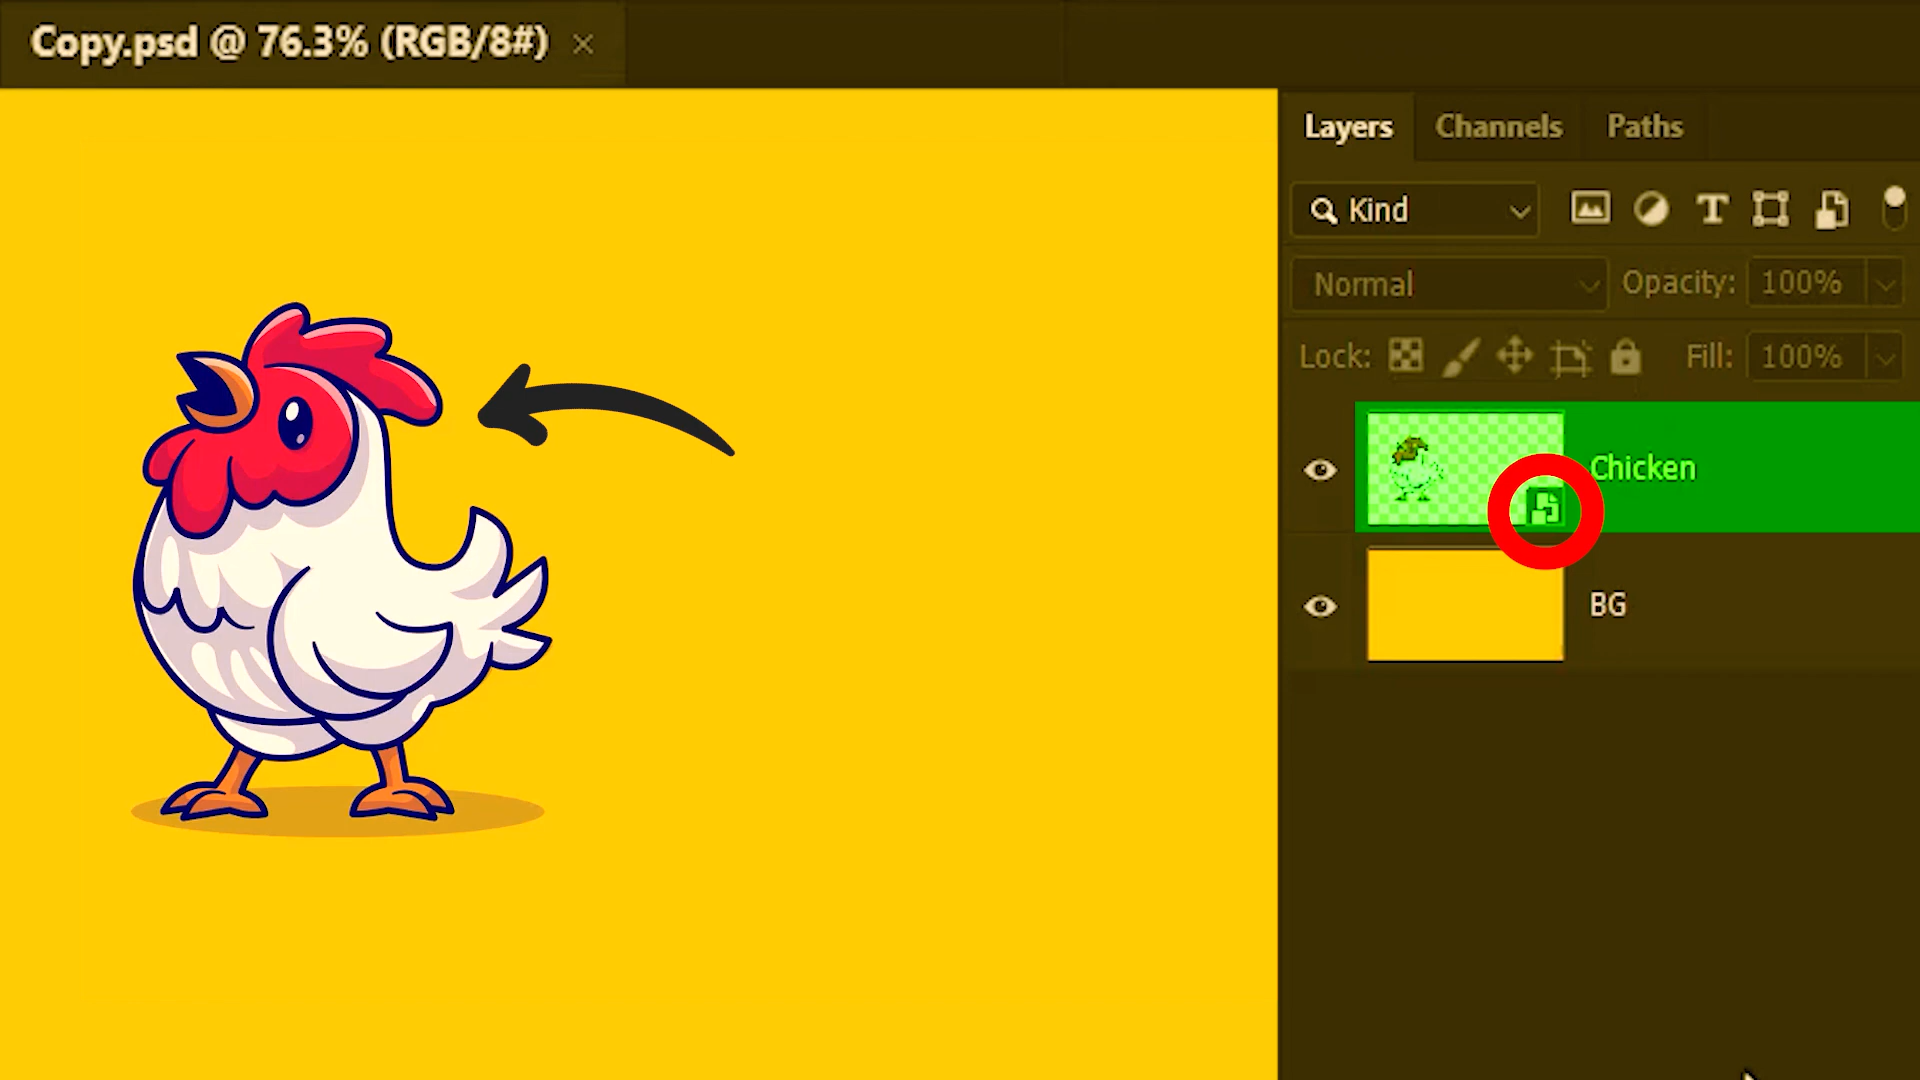 Copy.psd @ 76.3% (RGB/8#) ×
Layers Channels Paths
Kind
Normal Opacity: 100%
Lock: Fill: 100%
Chicken
BG